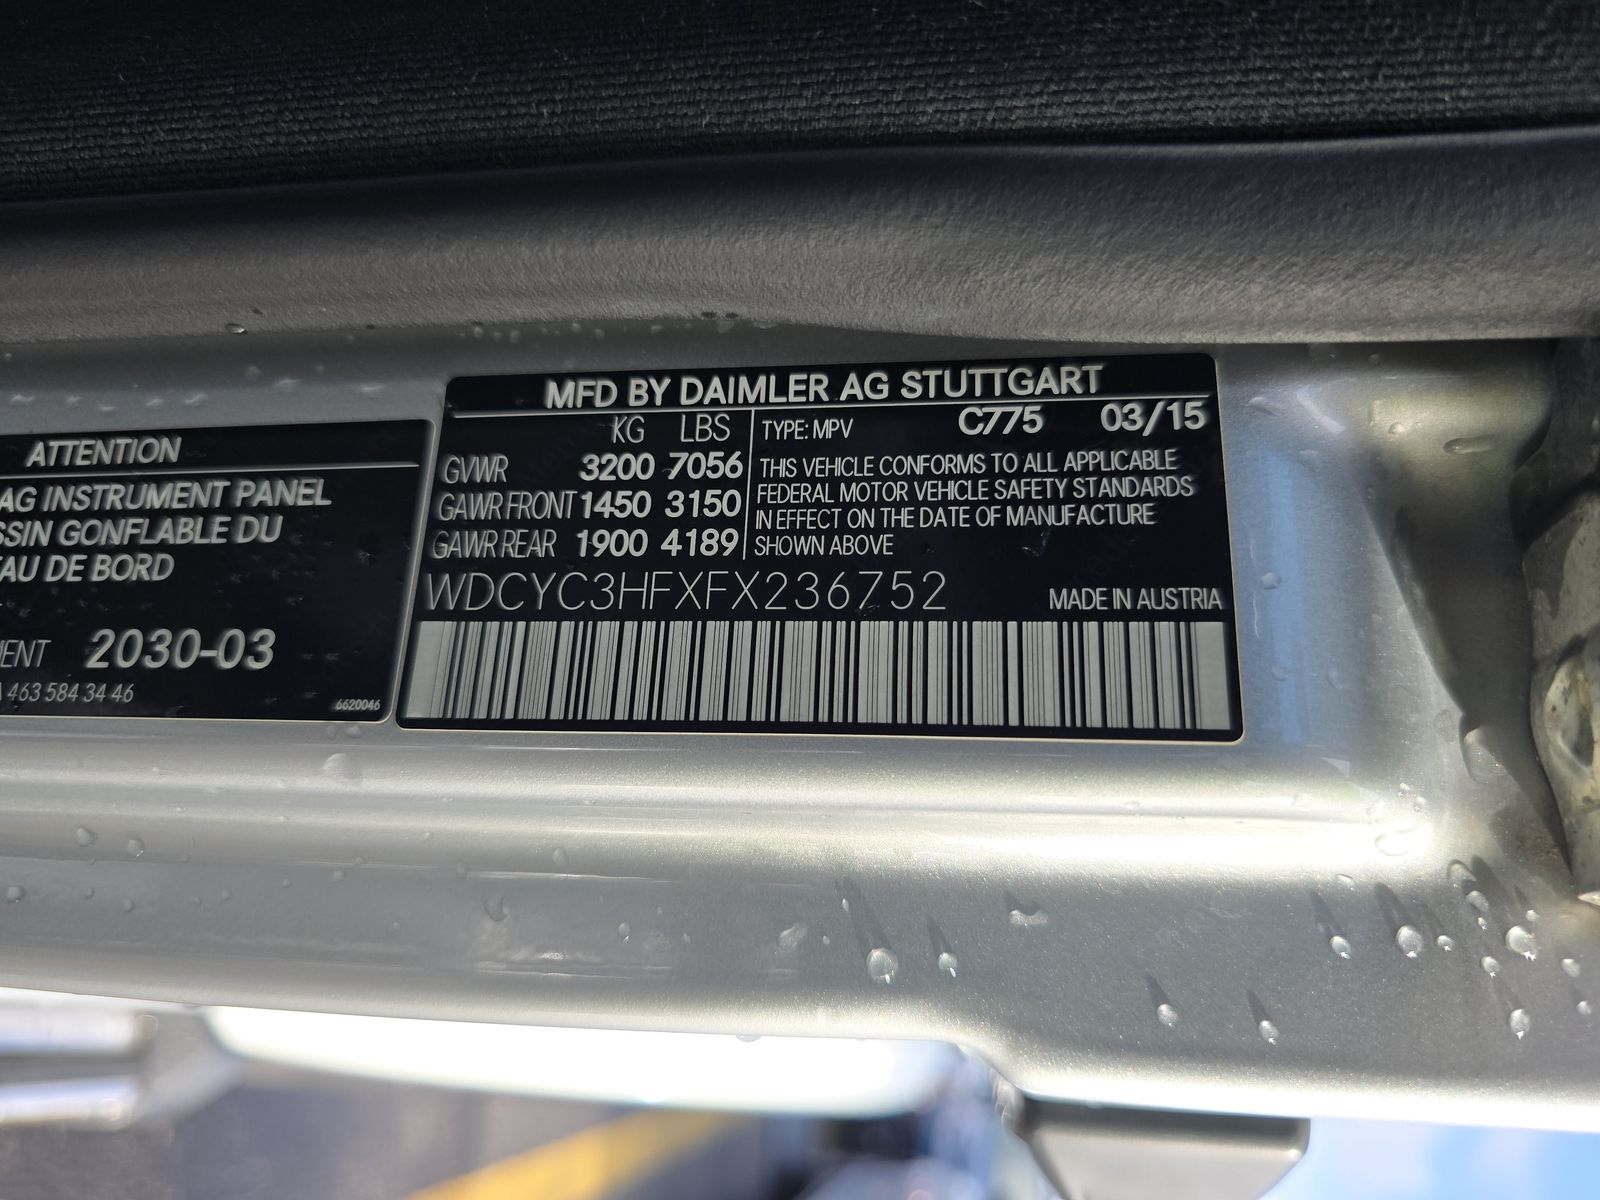 ATTENTION
AG INSTRUMENT PANEL
SSIN GONFLABLE DU
AU DE BORD
MENT 2030-03
A 463 584 34 46
6620046
MFD BY DAIMLER AG STUTTGART
KG LBS
GVWR 3200 7056
GAWR FRONT 1450 3150
GAWR REAR 1900 4189
TYPE: MPV C775 03/15
THIS VEHICLE CONFORMS TO ALL APPLICABLE
FEDERAL MOTOR VEHICLE SAFETY STANDARDS
IN EFFECT ON THE DATE OF MANUFACTURE
SHOWN ABOVE
WDCYC3HFXFX236752
MADE IN AUSTRIA